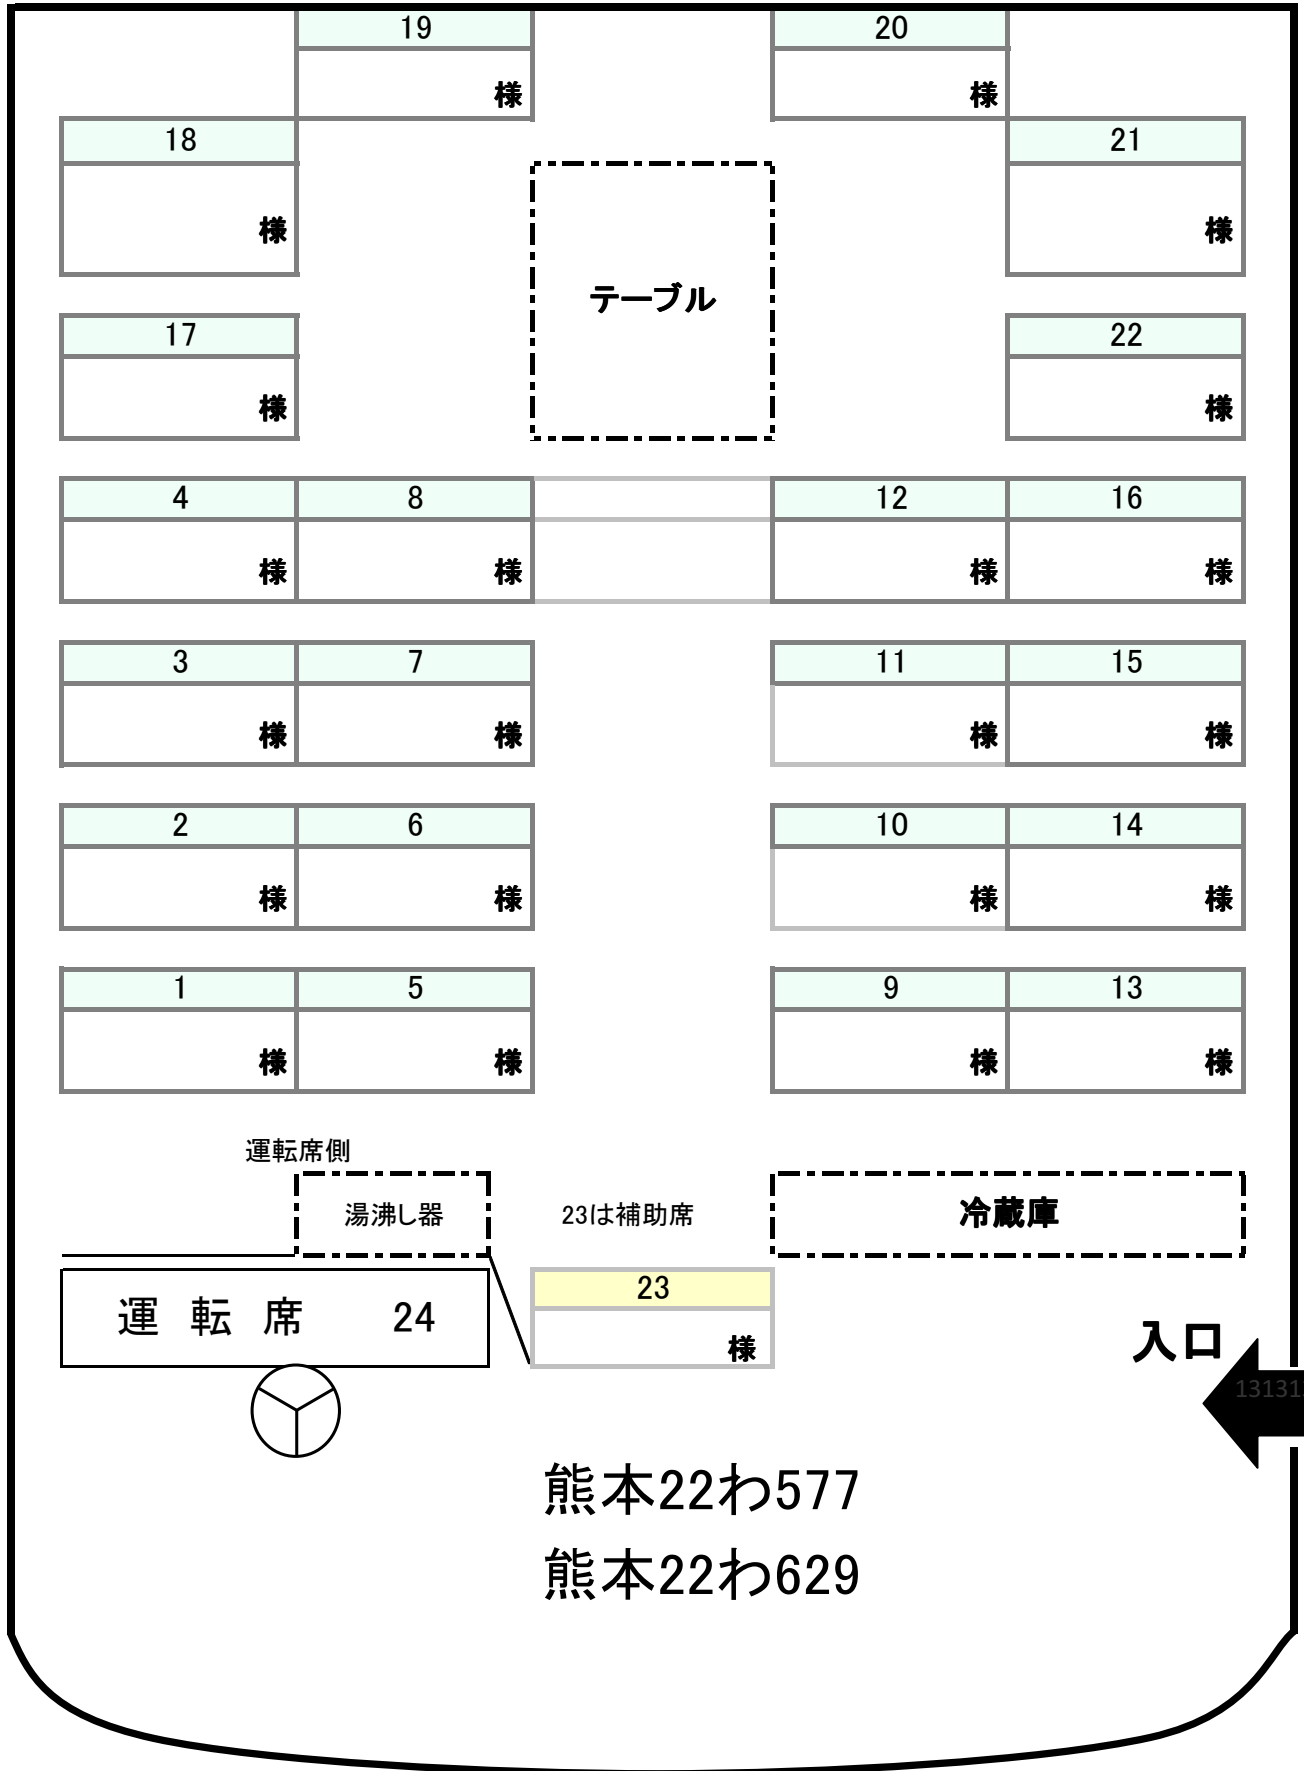 19 20
様 様
18 21
様 様
テーブル
17 22
様 様
4 8 12 16
様 様 様 様
3 7 11 15
様 様 様 様
2 6 10 14
様 様 様 様
1 5 9 13
様 様 様 様
運転席側
湯沸し器 23は補助席 冷蔵庫
23
運 転 席 24
様
入口
熊本22わ577
熊本22わ629